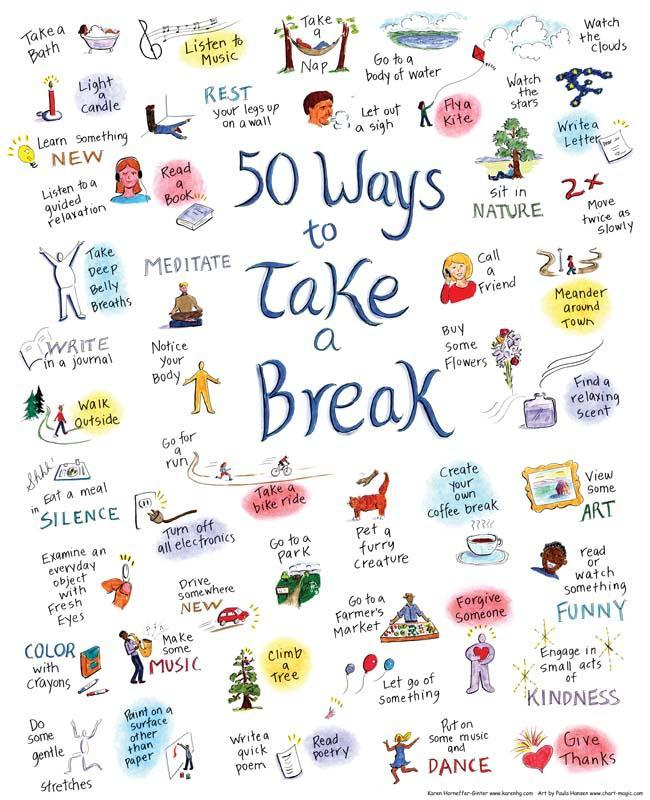 Take a
Bath
Listen to
Music
Take
a
Nap
Go to a
body of water
Watch
the
clouds
Light
a
Candle
REST
your legs up
on a wall
Let out
a sigh
Fly a
Kite
Watch
the
stars
Write a
Letter
Dear
Learn something
NEW
Listen to a
guided
relaxation
Read
a
Book
50 Ways
to
Take
a
Break
sit in
NATURE
2x
Move
twice as
slowly
Take
Deep
Belly
Breaths
MEDITATE
Call
a
Friend
Meander
around
Town
WRITE
in a journal
Notice
Your
Body
Buy
Some
Flowers
Find a
relaxing
scent
Walk
Outside
Go for
a
run
Take a
bike ride
Shhh!
Eat a meal
in SILENCE
Turn off
all electronics
Pet a
furry
creature
Create
your
own
coffee break
View
Some
ART
Examine an
everyday
object
with
Fresh
Eyes
Drive
somewhere
NEW
Go to a
Park
Go to a
Farmer's
Market
Forgive
Someone
read
or
watch
something
FUNNY
COLOR
with
Crayons
Make
some
MUSIC
Climb
a
Tree
Let go of
something
Engage in
small acts
of
KINDNESS
Do
Some
gentle
stretches
Paint on a
surface
other
than
paper
Write a
quick
poem
Read
poetry
Put on
some music
and
DANCE
Give
Thanks
Karen Horneffer-Ginter www.karenhg.com Art by Paula Hansen www.chart-magic.com